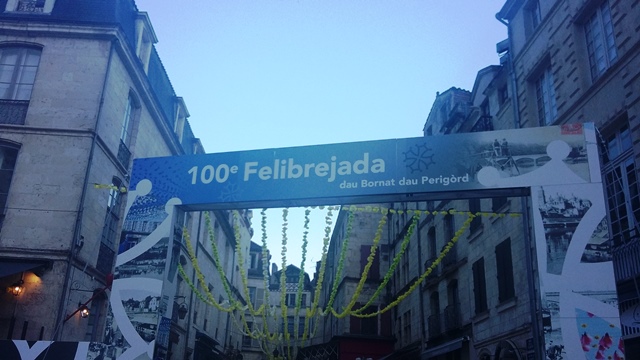 100e Felibrejada
dau Bornat dau Perigòrd